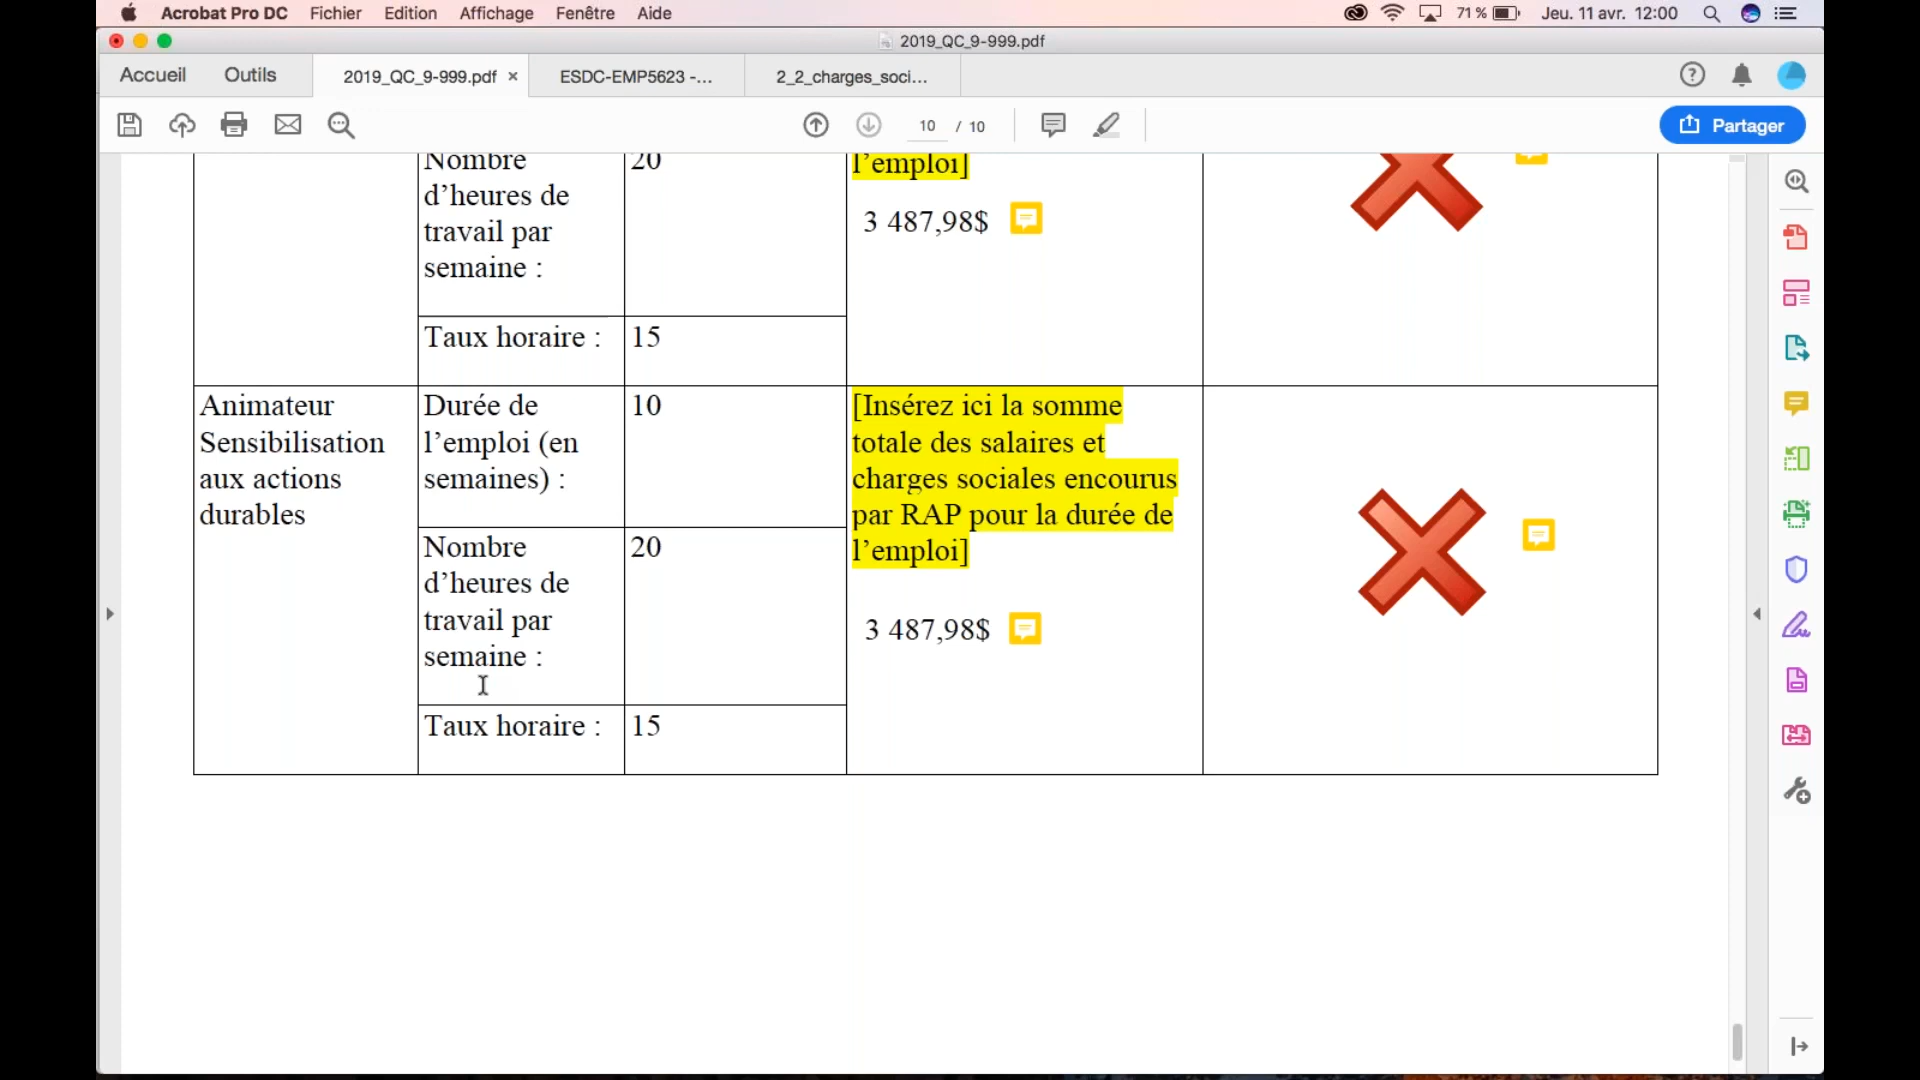 Acrobat Pro DC Fichier Edition Affichage Fenêtre Aide 71 % Jeu. 11 avr. 12:00
2019_QC_9-999.pdf
Accueil Outils 2019_QC_9-999.pdf × ESDC-EMP5623 -... 2_2_charges_soci...
10 / 10 Partager
Nombre
d’heures de
travail par
semaine :
20
l’emploi]
3 487,98$
Taux horaire :
15
Animateur
Sensibilisation
aux actions
durables
Durée de
l’emploi (en
semaines) :
10
[Insérez ici la somme
totale des salaires et
charges sociales encourus
par RAP pour la durée de
l’emploi]
3 487,98$
Nombre
d’heures de
travail par
semaine :
20
Taux horaire :
15